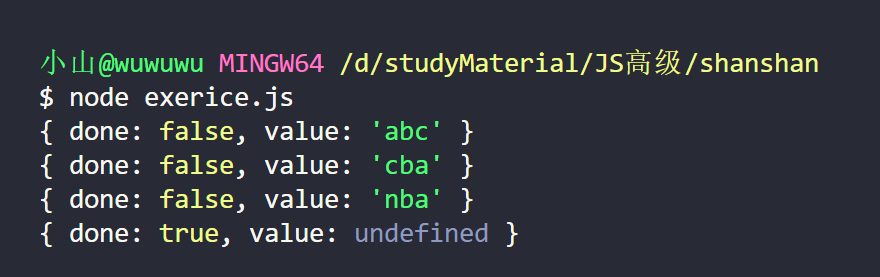 小山@wuwuwu MINGW64 /d/studyMaterial/JS高级/shanshan
$ node exerice.js
{ done: false, value: 'abc' }
{ done: false, value: 'cba' }
{ done: false, value: 'nba' }
{ done: true, value: undefined }